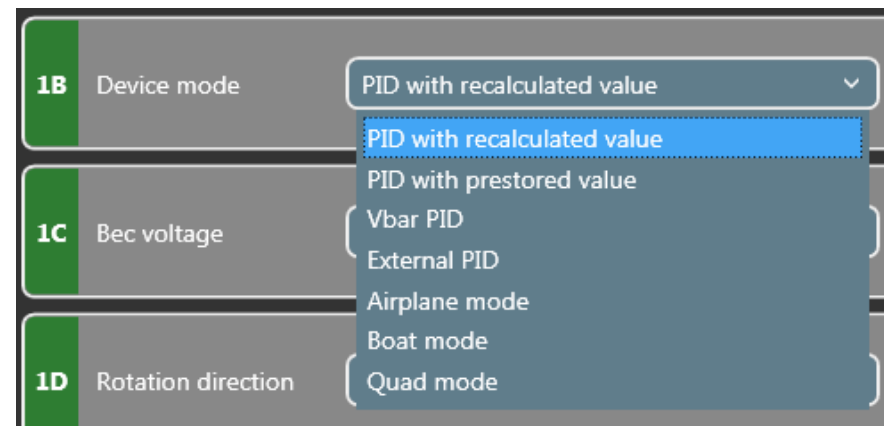 1B Device mode PID with recalculated value
PID with recalculated value
PID with prestored value
Vbar PID
1C Bec voltage
External PID
Airplane mode
Boat mode
1D Rotation direction Quad mode